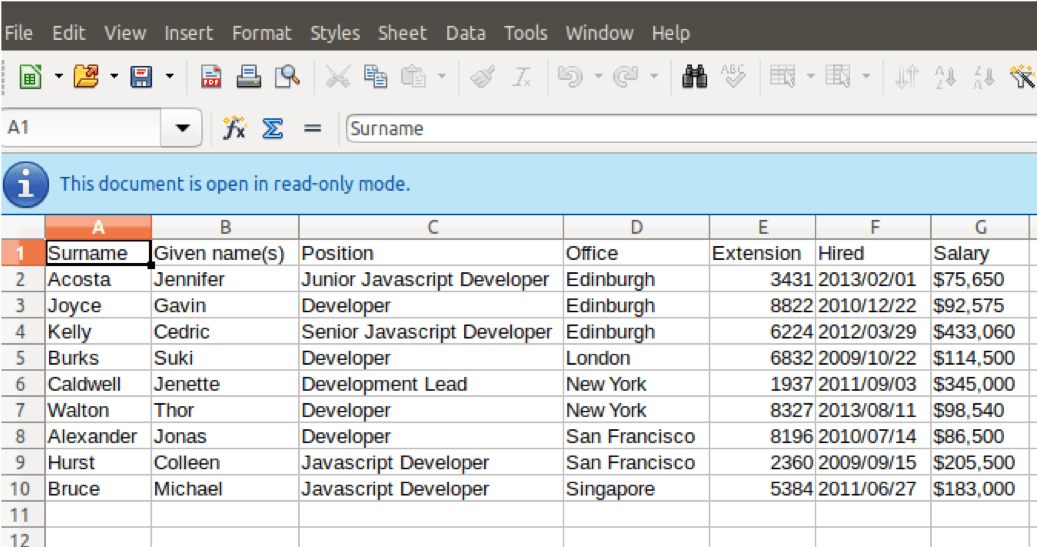 File Edit View Insert Format Styles Sheet Data Tools Window Help
PDF ABC
A1 fx Σ = Surname
This document is open in read-only mode.
A B C D E F G
1 Surname Given name(s) Position Office Extension Hired Salary
2 Acosta Jennifer Junior Javascript Developer Edinburgh 3431 2013/02/01 $75,650
3 Joyce Gavin Developer Edinburgh 8822 2010/12/22 $92,575
4 Kelly Cedric Senior Javascript Developer Edinburgh 6224 2012/03/29 $433,060
5 Burks Suki Developer London 6832 2009/10/22 $114,500
6 Caldwell Jenette Development Lead New York 1937 2011/09/03 $345,000
7 Walton Thor Developer New York 8327 2013/08/11 $98,540
8 Alexander Jonas Developer San Francisco 8196 2010/07/14 $86,500
9 Hurst Colleen Javascript Developer San Francisco 2360 2009/09/15 $205,500
10 Bruce Michael Javascript Developer Singapore 5384 2011/06/27 $183,000
11
12